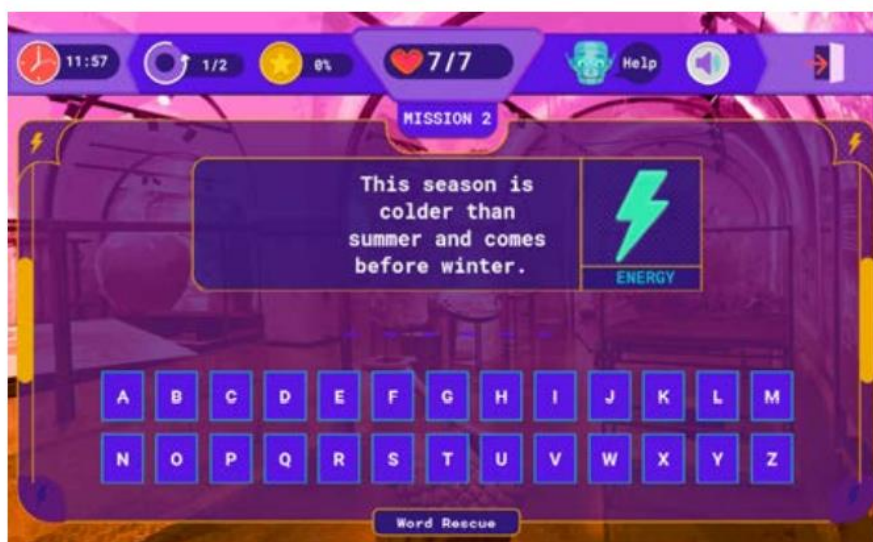 11:57 1/2 0% 7/7 Help
MISSION 2
This season is
colder than
summer and comes
before winter.
ENERGY
A B C D E F G H I J K L M
N O P Q R S T U V W X Y Z
Word Rescue